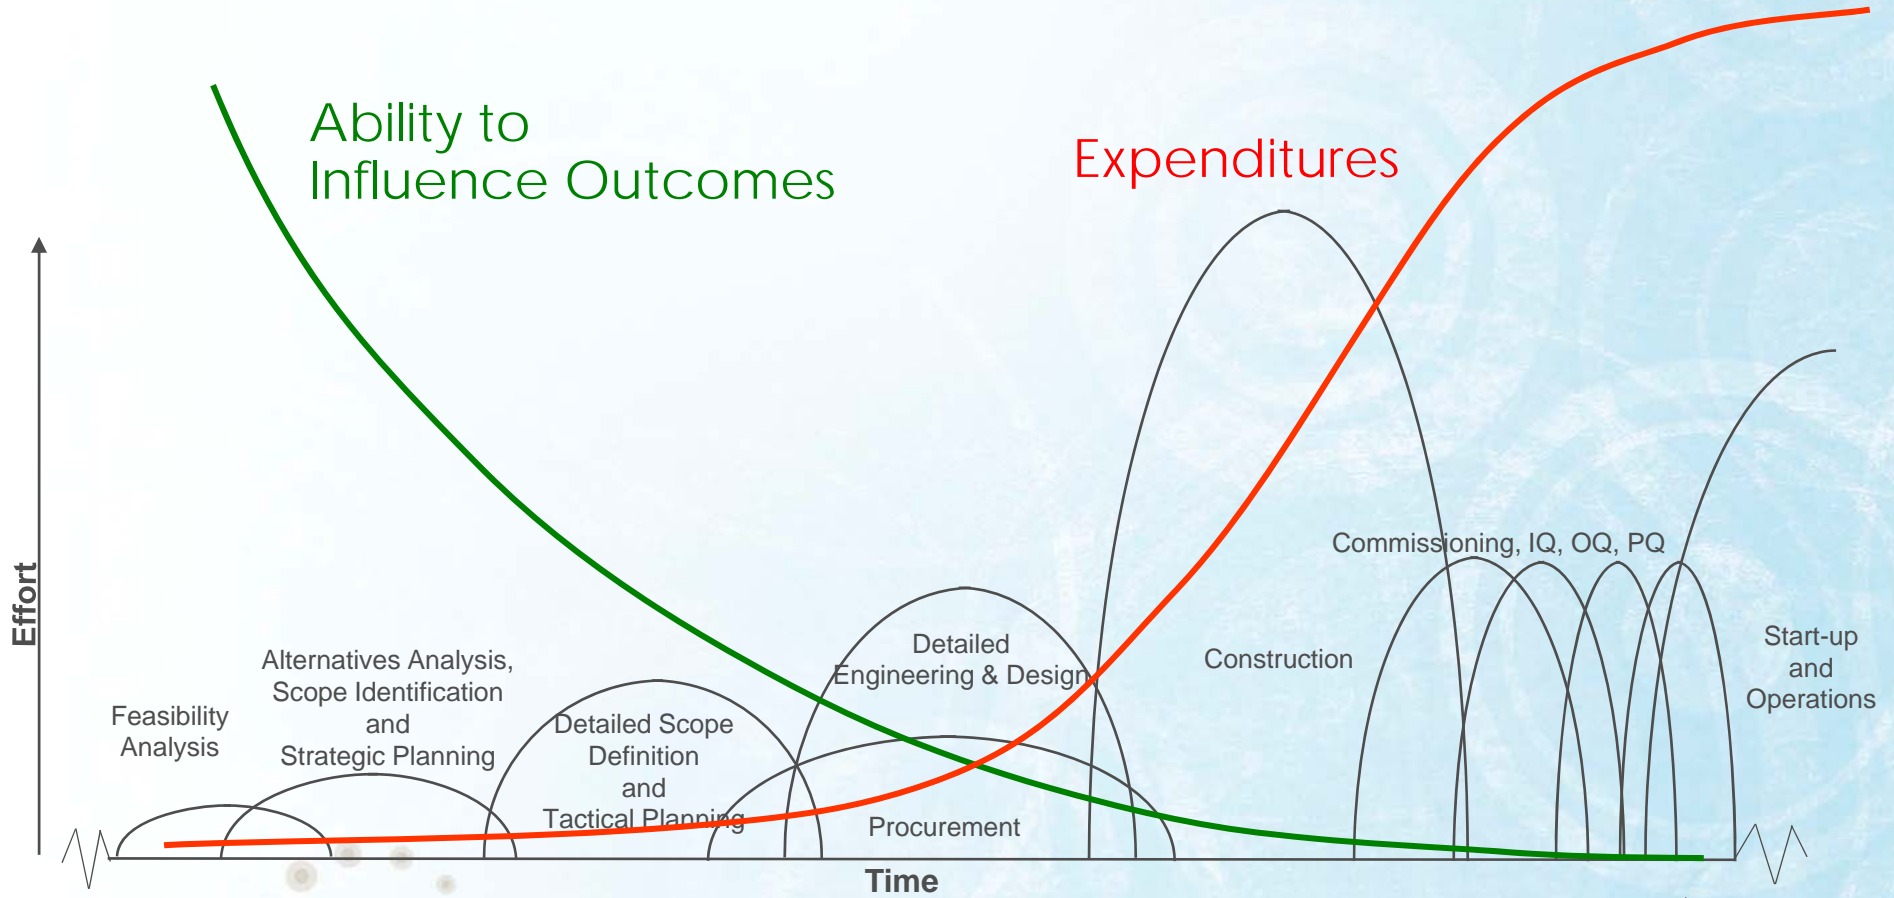 Ability to
Influence Outcomes
Expenditures
Effort
Feasibility
Analysis
Alternatives Analysis,
Scope Identification
and
Strategic Planning
Detailed Scope
Definition
and
Tactical Planning
Detailed
Engineering & Design
Procurement
Construction
Commissioning, IQ, OQ, PQ
Start-up
and
Operations
Time